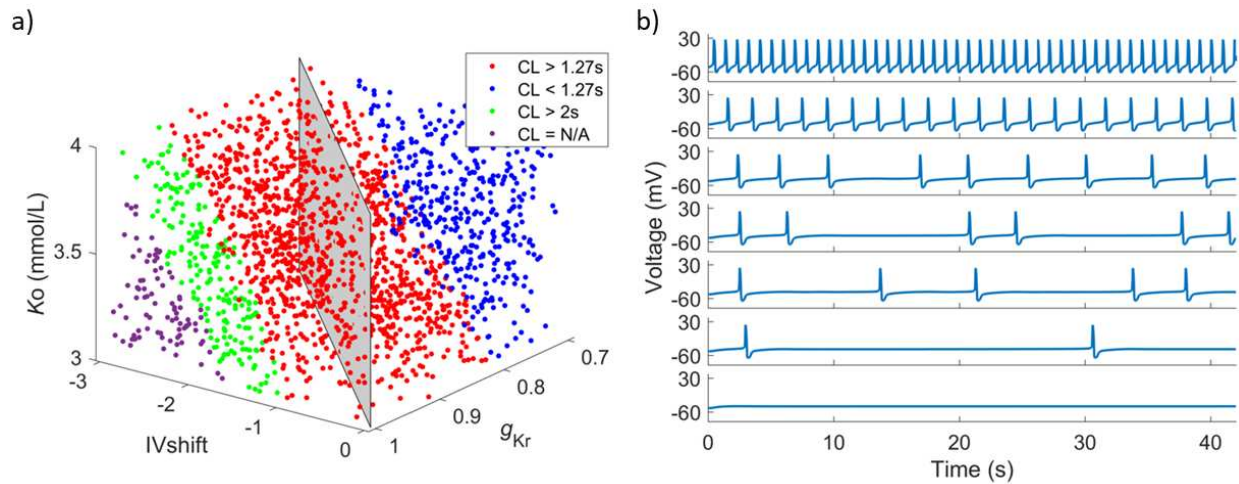 a)
CL > 1.27s
CL < 1.27s
CL > 2s
CL = N/A
4
3.5
3
Ko (mmol/L)
-3
-2
-1
0
IVshift
1
0.9
0.8
0.7
gKr
b)
30
-60
30
-60
30
-60
30
-60
30
-60
30
-60
30
-60
Voltage (mV)
0 10 20 30 40
Time (s)